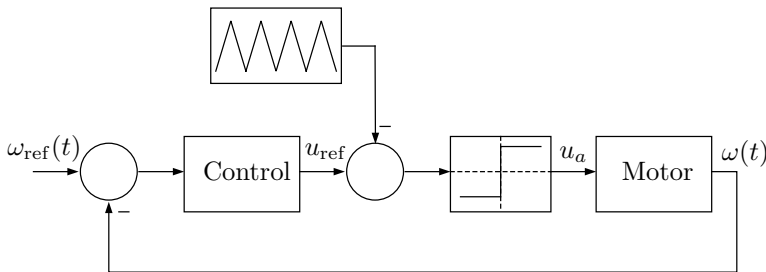 ω_ref(t)
Control
u_ref
−
−
u_a
Motor
ω(t)